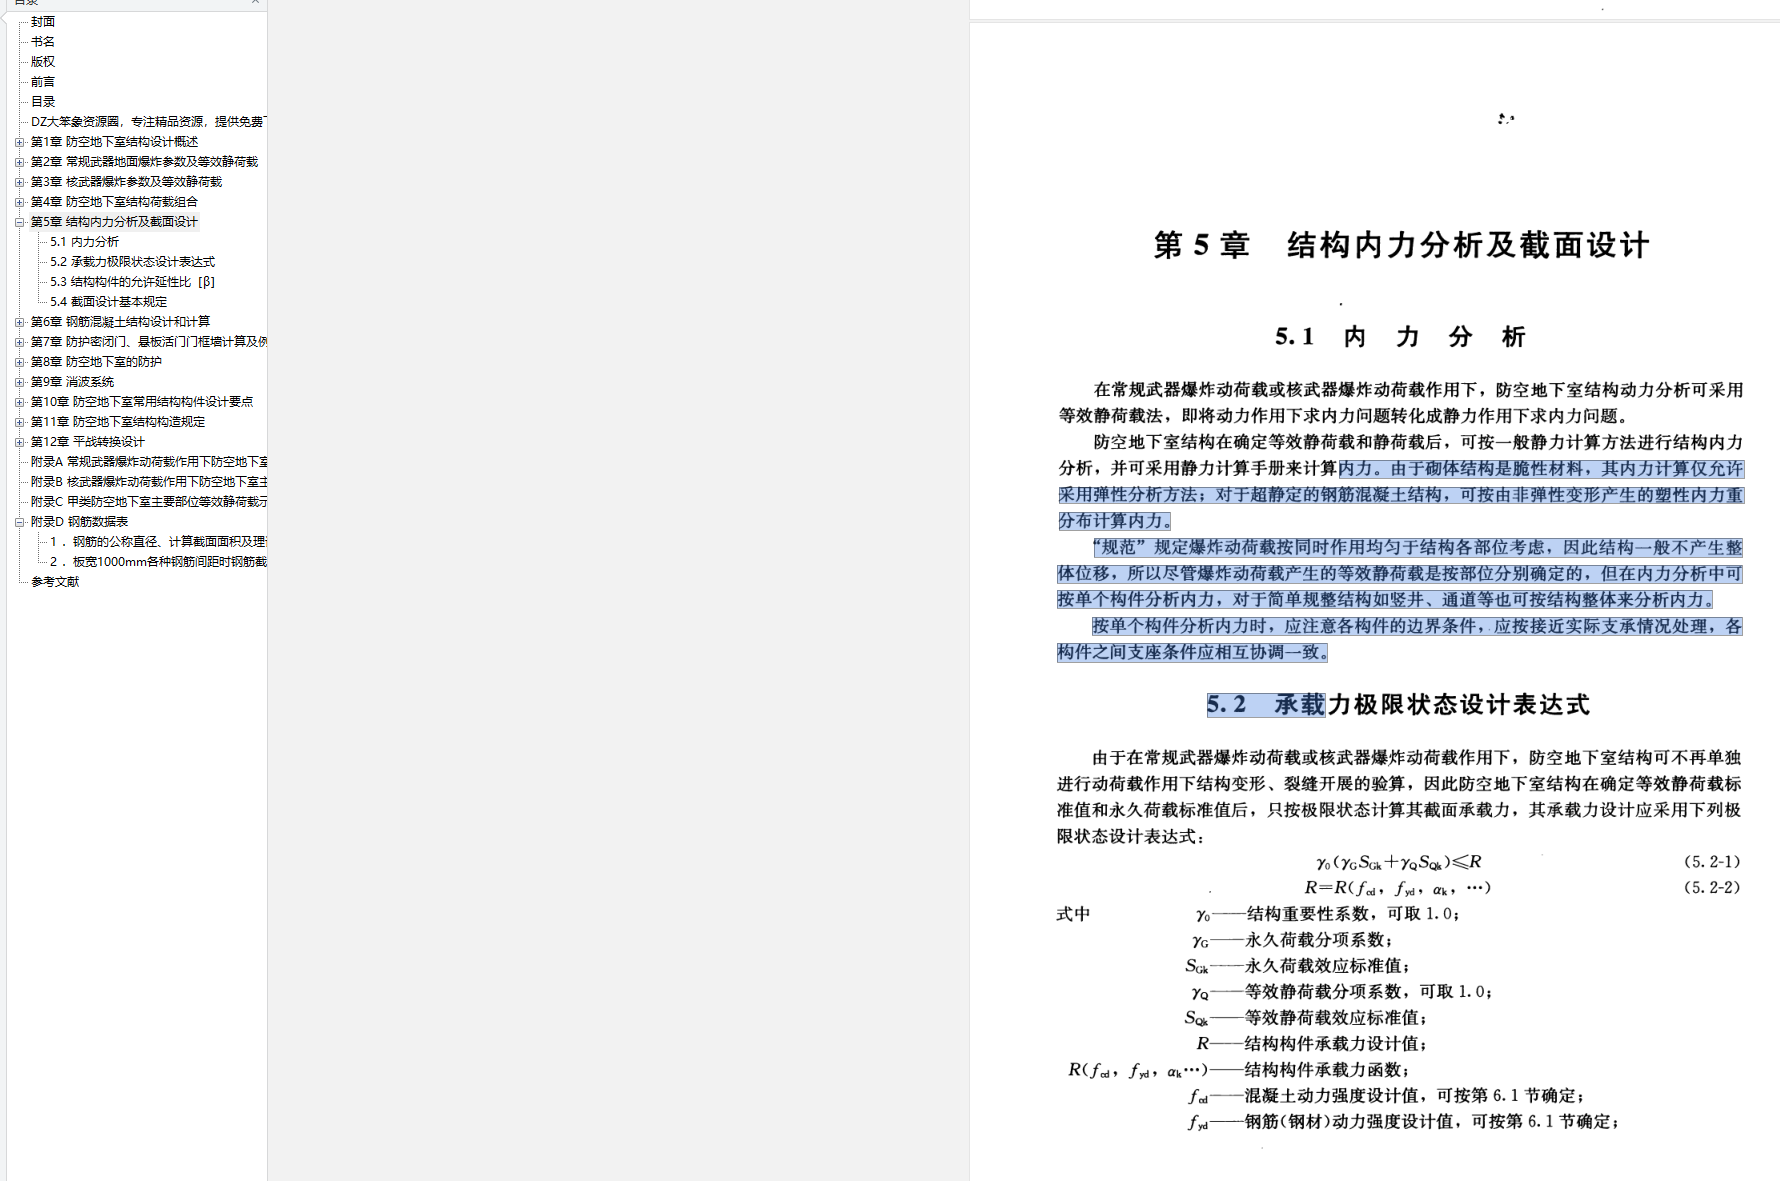 目录
封面
书名
版权
前言
目录
DZ大笨象资源圈，专注精品资源，提供免费下
第1章 防空地下室结构设计概述
第2章 常规武器地面爆炸参数及等效静荷载
第3章 核武器爆炸参数及等效静荷载
第4章 防空地下室结构荷载组合
第5章 结构内力分析及截面设计
5.1 内力分析
5.2 承载力极限状态设计表达式
5.3 结构构件的允许延性比［β］
5.4 截面设计基本规定
第6章 钢筋混凝土结构设计和计算
第7章 防护密闭门、悬板活门门框墙计算及例
第8章 防空地下室的防护
第9章 消波系统
第10章 防空地下室常用结构构件设计要点
第11章 防空地下室结构构造规定
第12章 平战转换设计
附录A 常规武器爆炸动荷载作用下防空地下室
附录B 核武器爆炸动荷载作用下防空地下室主
附录C 甲类防空地下室主要部位等效静荷载示
附录D 钢筋数据表
1．钢筋的公称直径、计算截面面积及理
2．板宽1000mm各种钢筋间距时钢筋截
参考文献
第 5 章　结构内力分析及截面设计
5.1　内 力 分 析
在常规武器爆炸动荷载或核武器爆炸动荷载作用下，防空地下室结构动力分析可采用
等效静荷载法，即将动力作用下求内力问题转化成静力作用下求内力问题。
防空地下室结构在确定等效静荷载和静荷载后，可按一般静力计算方法进行结构内力
分析，并可采用静力计算手册来计算内力。由于砌体结构是脆性材料，其内力计算仅允许
采用弹性分析方法；对于超静定的钢筋混凝土结构，可按由非弹性变形产生的塑性内力重
分布计算内力。
“规范”规定爆炸动荷载按同时作用均匀于结构各部位考虑，因此结构一般不产生整
体位移，所以尽管爆炸动荷载产生的等效静荷载是按部位分别确定的，但在内力分析中可
按单个构件分析内力，对于简单规整结构如竖井、通道等也可按结构整体来分析内力。
按单个构件分析内力时，应注意各构件的边界条件，应按接近实际支承情况处理，各
构件之间支座条件应相互协调一致。
5.2　承载力极限状态设计表达式
由于在常规武器爆炸动荷载或核武器爆炸动荷载作用下，防空地下室结构可不再单独
进行动荷载作用下结构变形、裂缝开展的验算，因此防空地下室结构在确定等效静荷载标
准值和永久荷载标准值后，只按极限状态计算其截面承载力，其承载力设计应采用下列极
限状态设计表达式：
γ₀(γG SGk＋γQ SQk)≤R　(5.2-1)
R＝R(fcd，fyd，αk，…)　(5.2-2)
式中　γ₀——结构重要性系数，可取 1.0；
γG——永久荷载分项系数；
SGk——永久荷载效应标准值；
γQ——等效静荷载分项系数，可取 1.0；
SQk——等效静荷载效应标准值；
R——结构构件承载力设计值；
R(fcd，fyd，αk…)——结构构件承载力函数；
fcd——混凝土动力强度设计值，可按第 6.1 节确定；
fyd——钢筋(钢材)动力强度设计值，可按第 6.1 节确定；